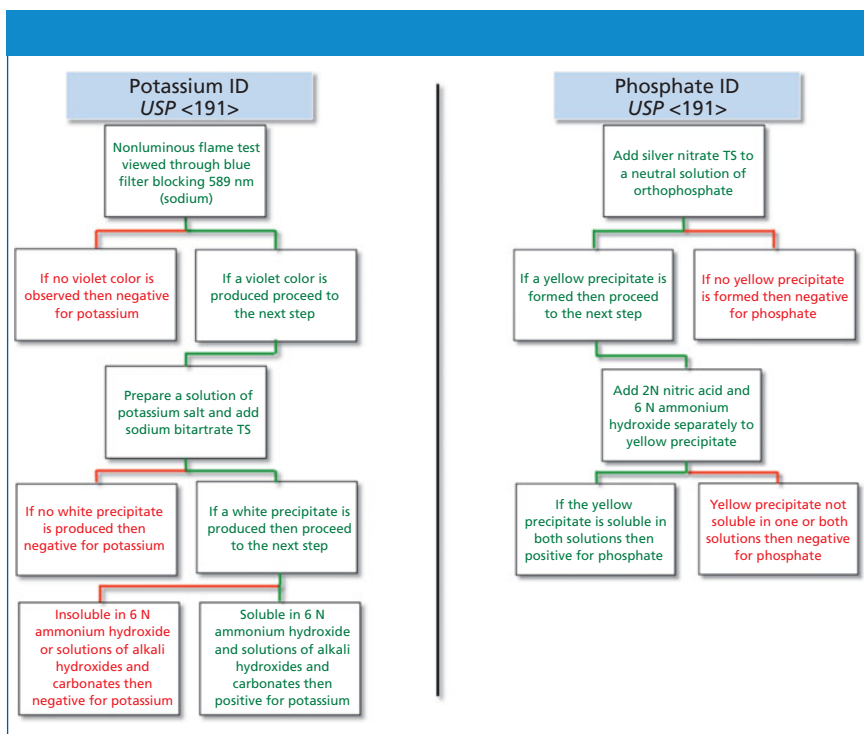 Potassium ID
USP <191>
Nonluminous flame test
viewed through blue
filter blocking 589 nm
(sodium)
If no violet color is
observed then negative
for potassium
If a violet color is
produced proceed to
the next step
Prepare a solution of
potassium salt and add
sodium bitartrate TS
If no white precipitate
is produced then
negative for potassium
If a white precipitate is
produced then proceed
to the next step
Insoluble in 6 N
ammonium hydroxide
or solutions of alkali
hydroxides and
carbonates then
negative for potassium
Soluble in 6 N
ammonium hydroxide
and solutions of alkali
hydroxides and
carbonates then
positive for potassium
Phosphate ID
USP <191>
Add silver nitrate TS to
a neutral solution of
orthophosphate
If a yellow precipitate is
formed then proceed
to the next step
If no yellow precipitate
is formed then negative
for phosphate
Add 2N nitric acid and
6 N ammonium
hydroxide separately to
yellow precipitate
If the yellow
precipitate is soluble in
both solutions then
positive for phosphate
Yellow precipitate not
soluble in one or both
solutions then negative
for phosphate